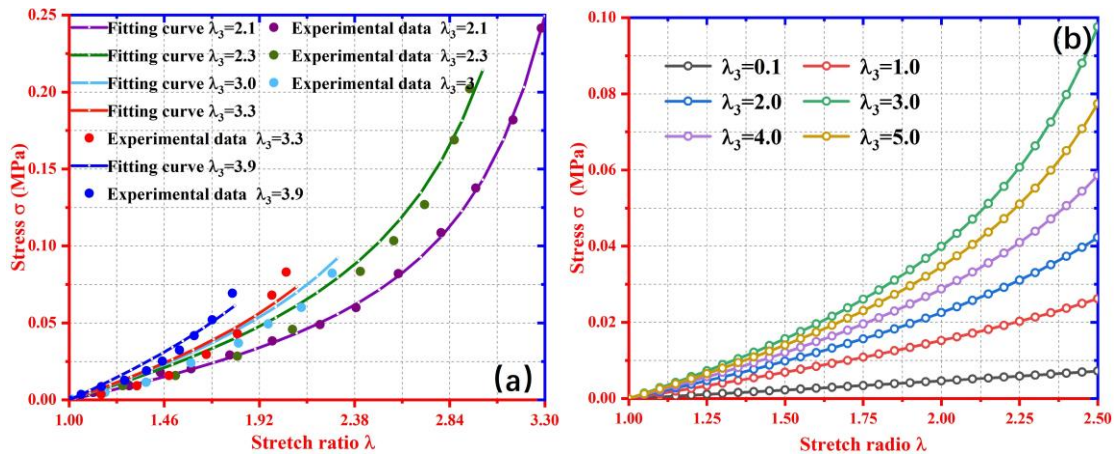 Fitting curve λ₃=2.1
Experimental data λ₃=2.1
Fitting curve λ₃=2.3
Experimental data λ₃=2.3
Fitting curve λ₃=3.0
Experimental data λ₃=3
Fitting curve λ₃=3.3
Experimental data λ₃=3.3
Fitting curve λ₃=3.9
Experimental data λ₃=3.9
(a)
Stress σ (MPa)
0.25
0.20
0.15
0.10
0.05
0.00
1.00 1.46 1.92 2.38 2.84 3.30
Stretch ratio λ
(b)
λ₃=0.1 λ₃=1.0
λ₃=2.0 λ₃=3.0
λ₃=4.0 λ₃=5.0
Stress σ (MPa)
0.10
0.08
0.06
0.04
0.02
0.00
1.00 1.25 1.50 1.75 2.00 2.25 2.50
Stretch radio λ